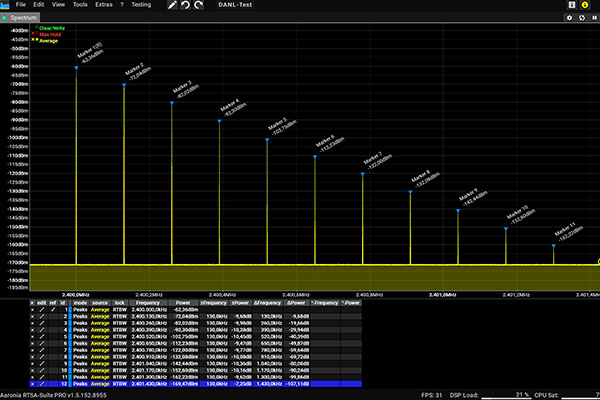 File Edit View Tools Extras ? Testing DANL-Test
Spectrum
-40dBm
-45dBm
-50dBm
-55dBm
-60dBm
-65dBm
-70dBm
-75dBm
-80dBm
-85dBm
-90dBm
-95dBm
-100dBm
-105dBm
-110dBm
-115dBm
-120dBm
-125dBm
-130dBm
-135dBm
-140dBm
-145dBm
-150dBm
-155dBm
-160dBm
-165dBm
-170dBm
-175dBm
-180dBm
-185dBm
Clear/Write
Max Hold
Average
Marker 1(R)
-62,36dBm
Marker 2
-72,04dBm
Marker 3
-82,02dBm
Marker 4
-92,30dBm
Marker 5
-102,75dBm
Marker 6
-112,23dBm
Marker 7
-122,00dBm
Marker 8
-132,08dBm
Marker 9
-142,44dBm
Marker 10
-152,60dBm
Marker 11
-162,22dBm
2.400,0MHz 2.400,2MHz 2.400,4MHz 2.400,6MHz 2.400,8MHz 2.401,0MHz 2.401,2MHz 2.401,4MHz
edit ref id mode source lock Frequency Power ±Frequency ±Power ΔFrequency ΔPower
1 Peaks Average RTBW 2.400.000,0kHz -62,36dBm
2 Peaks Average RTBW 2.400.130,0kHz -72,04dBm 130,0kHz -9,68dB 130,0kHz -9,68dB
3 Peaks Average RTBW 2.400.260,0kHz -82,02dBm 130,0kHz -9,98dB 260,0kHz -19,66dB
4 Peaks Average RTBW 2.400.390,0kHz -92,30dBm 130,0kHz -10,29dB 390,0kHz -29,94dB
5 Peaks Average RTBW 2.400.520,0kHz -102,75dBm 130,0kHz -10,45dB 520,0kHz -40,39dB
6 Peaks Average RTBW 2.400.650,0kHz -112,23dBm 130,0kHz -9,48dB 650,0kHz -49,87dB
7 Peaks Average RTBW 2.400.780,0kHz -122,00dBm 130,0kHz -9,77dB 780,0kHz
8 Peaks Average RTBW 2.400.910,0kHz -132,08dBm 130,0kHz 910,0kHz -69,72dB
9 Peaks Average RTBW 2.401.040,0kHz -142,44dBm 130,0kHz -10,36dB 1.040,0kHz -80,08dB
10 Peaks Average RTBW 2.401.170,0kHz -152,60dBm 130,0kHz 1.170,0kHz -90,24dB
11 Peaks Average RTBW 2.401.300,0kHz -162,22dBm 130,0kHz -9,62dB 1.300,0kHz -99,86dB
12 Peaks Average RTBW 2.401.430,0kHz -169,47dBm 130,0kHz -7,25dB 1.430,0kHz -107,11dB
Aaronia RTSA-Suite PRO v1.5.152.8955 FPS: 31 DSP Load: 21 % CPU Sat: 7